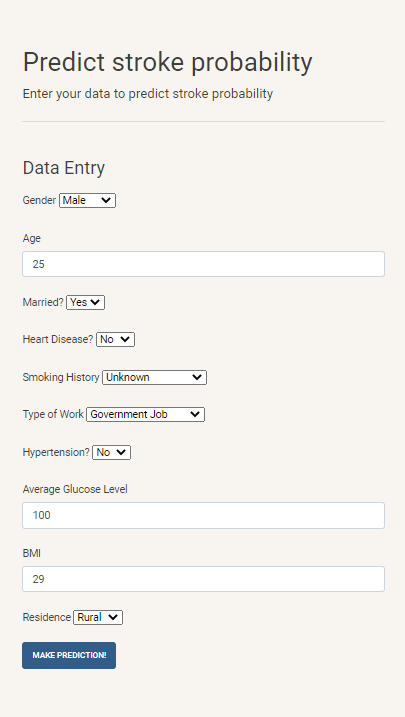 Predict stroke probability
Enter your data to predict stroke probability
Data Entry
Gender Male
Age
25
Married? Yes
Heart Disease? No
Smoking History Unknown
Type of Work Government Job
Hypertension? No
Average Glucose Level
100
BMI
29
Residence Rural
MAKE PREDICTION!